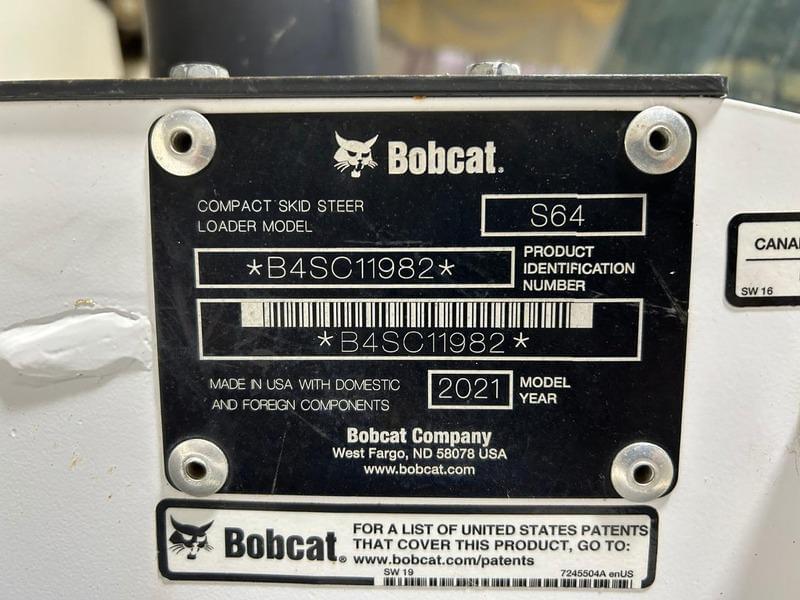 Bobcat.
COMPACT SKID STEER
LOADER MODEL
S64
*B4SC11982*
PRODUCT
IDENTIFICATION
NUMBER
*B4SC11982*
MADE IN USA WITH DOMESTIC
AND FOREIGN COMPONENTS
2021
MODEL
YEAR
Bobcat Company
West Fargo, ND 58078 USA
www.bobcat.com
Bobcat®
FOR A LIST OF UNITED STATES PATENTS
THAT COVER THIS PRODUCT, GO TO:
www.bobcat.com/patents
SW 19
7245504A enUS
SW 16